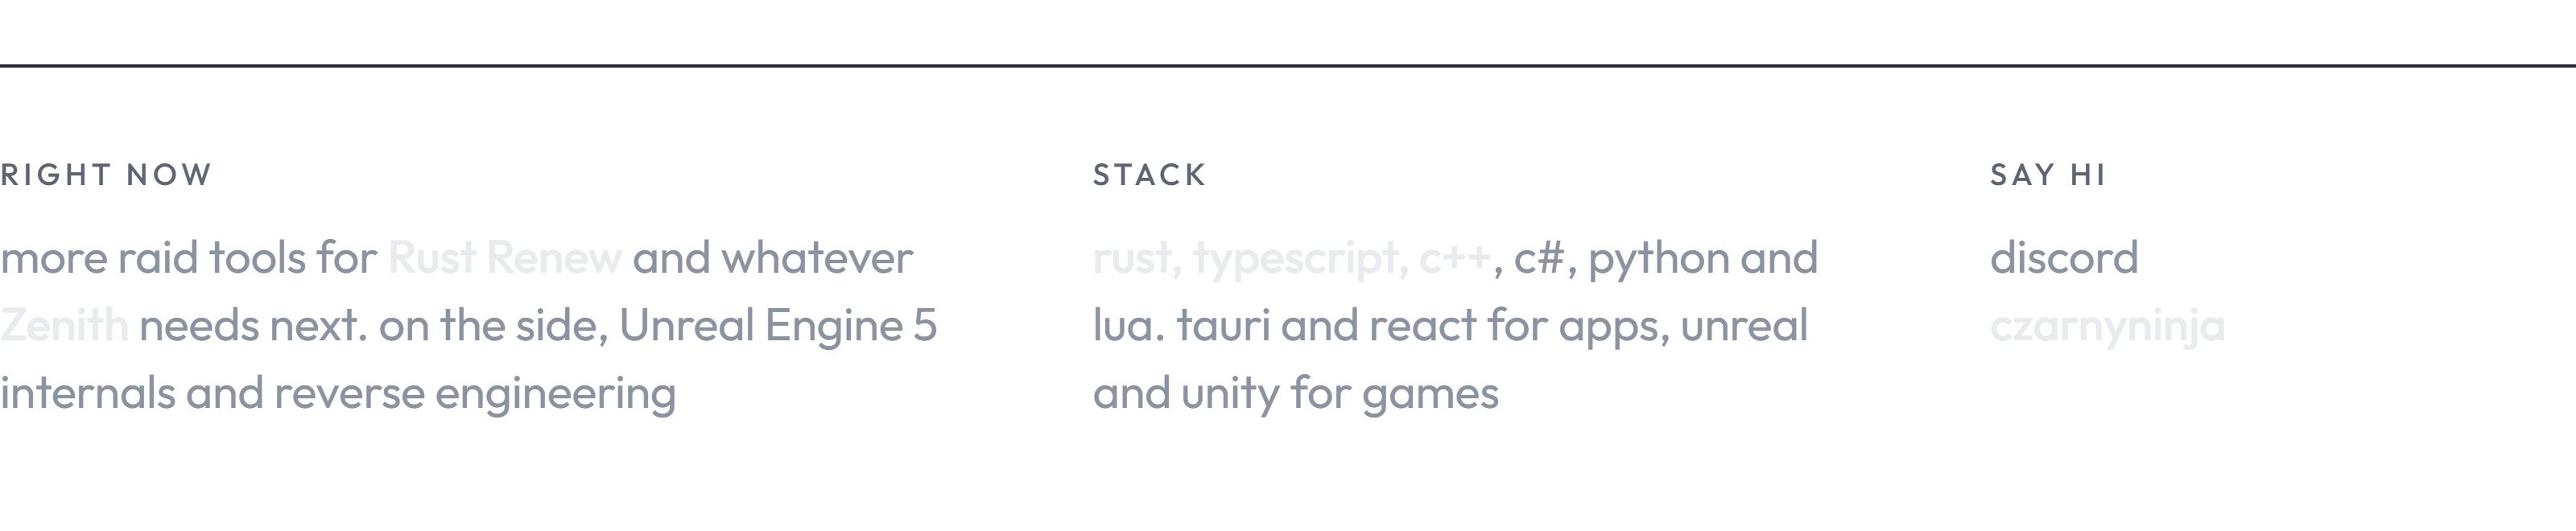 RIGHT NOW
more raid tools for Rust Renew and whatever
Zenith needs next. on the side, Unreal Engine 5
internals and reverse engineering
STACK
rust, typescript, c++, c#, python and
lua. tauri and react for apps, unreal
and unity for games
SAY HI
discord
czarnyninja